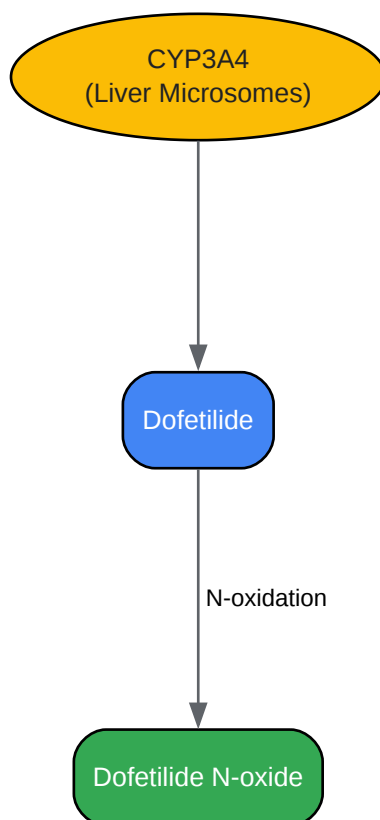 CYP3A4
(Liver Microsomes)
Dofetilide
N-oxidation
Dofetilide N-oxide